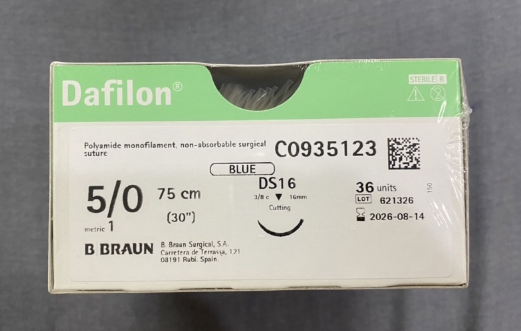 Dafilon®
STERILE R
Polyamide monofilament, non-absorbable surgical
suture
C0935123
BLUE
5/0
75 cm
(30")
metric 1
DS16
3/8 c ▼ 16mm
Cutting
36 units
LOT 621326
2026-08-14
150
B BRAUN
B. Braun Surgical, S.A.
Carretera de Terrassa, 121
08191 Rubí. Spain.